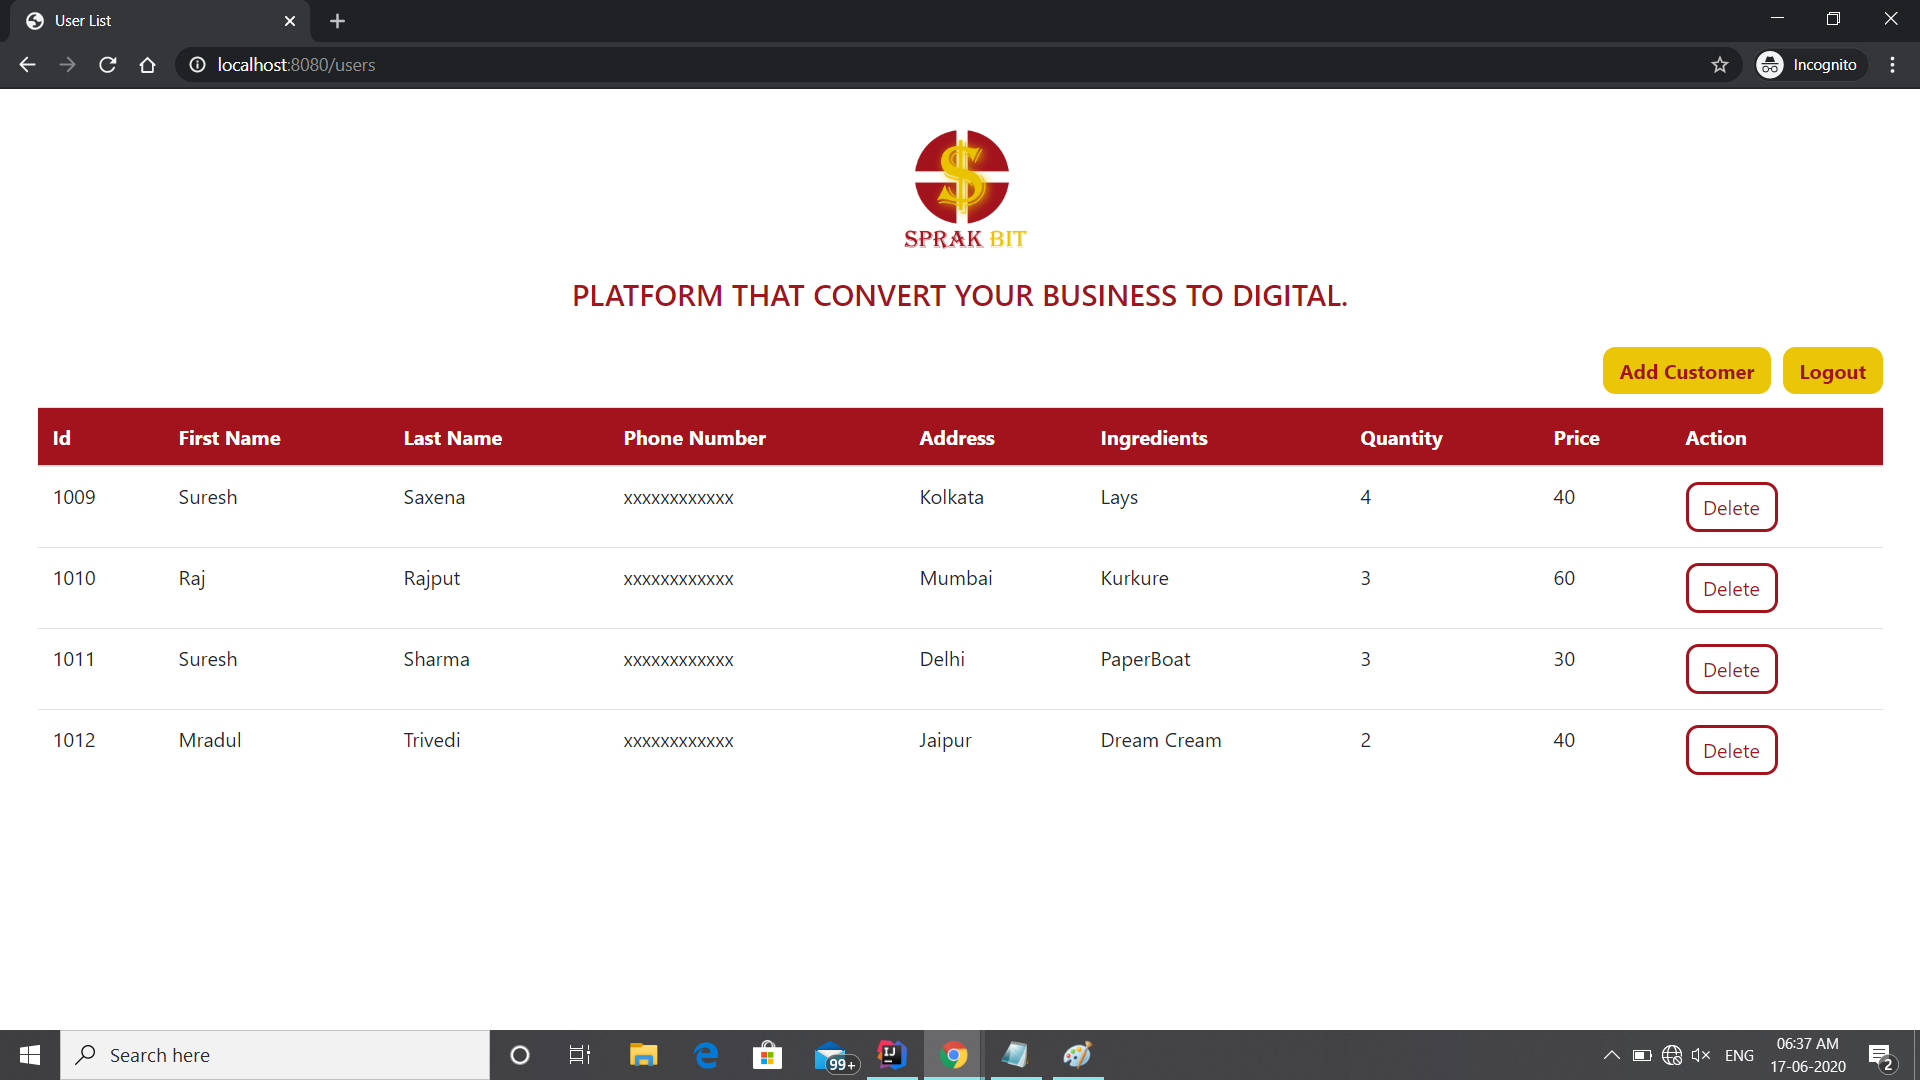 User List
localhost:8080/users
Incognito
$
SPRAK BIT
PLATFORM THAT CONVERT YOUR BUSINESS TO DIGITAL.
Add Customer Logout
Id First Name Last Name Phone Number Address Ingredients Quantity Price Action
1009 Suresh Saxena xxxxxxxxxxxx Kolkata Lays 4 40 Delete
1010 Raj Rajput xxxxxxxxxxxx Mumbai Kurkure 3 60 Delete
1011 Suresh Sharma xxxxxxxxxxxx Delhi PaperBoat 3 30 Delete
1012 Mradul Trivedi xxxxxxxxxxxx Jaipur Dream Cream 2 40 Delete
Search here
99+
IJ
ENG
06:37 AM
17-06-2020
2